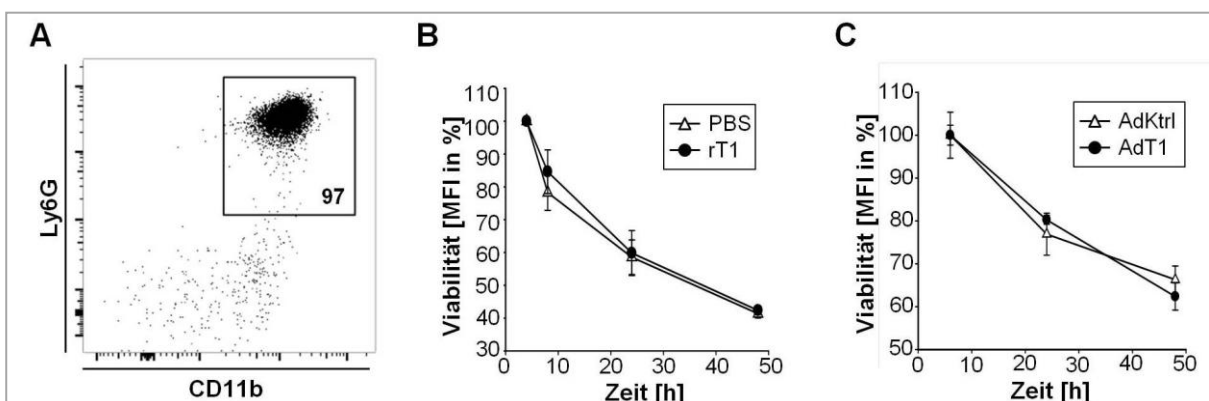 A
Ly6G
97
CD11b
B
Viabilität [MFI in %]
110
100
90
80
70
60
50
40
30
0 10 20 30 40 50
Zeit [h]
PBS
rT1
C
Viabilität [MFI in %]
110
100
90
80
70
60
50
0 10 20 30 40 50
Zeit [h]
AdKtrl
AdT1